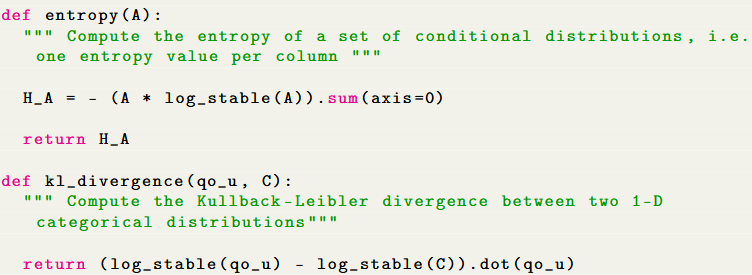 def entropy(A):
""" Compute the entropy of a set of conditional distributions, i.e.
one entropy value per column """
H_A = - (A * log_stable(A)).sum(axis=0)
return H_A
def kl_divergence(qo_u, C):
""" Compute the Kullback-Leibler divergence between two 1-D
categorical distributions"""
return (log_stable(qo_u) - log_stable(C)).dot(qo_u)